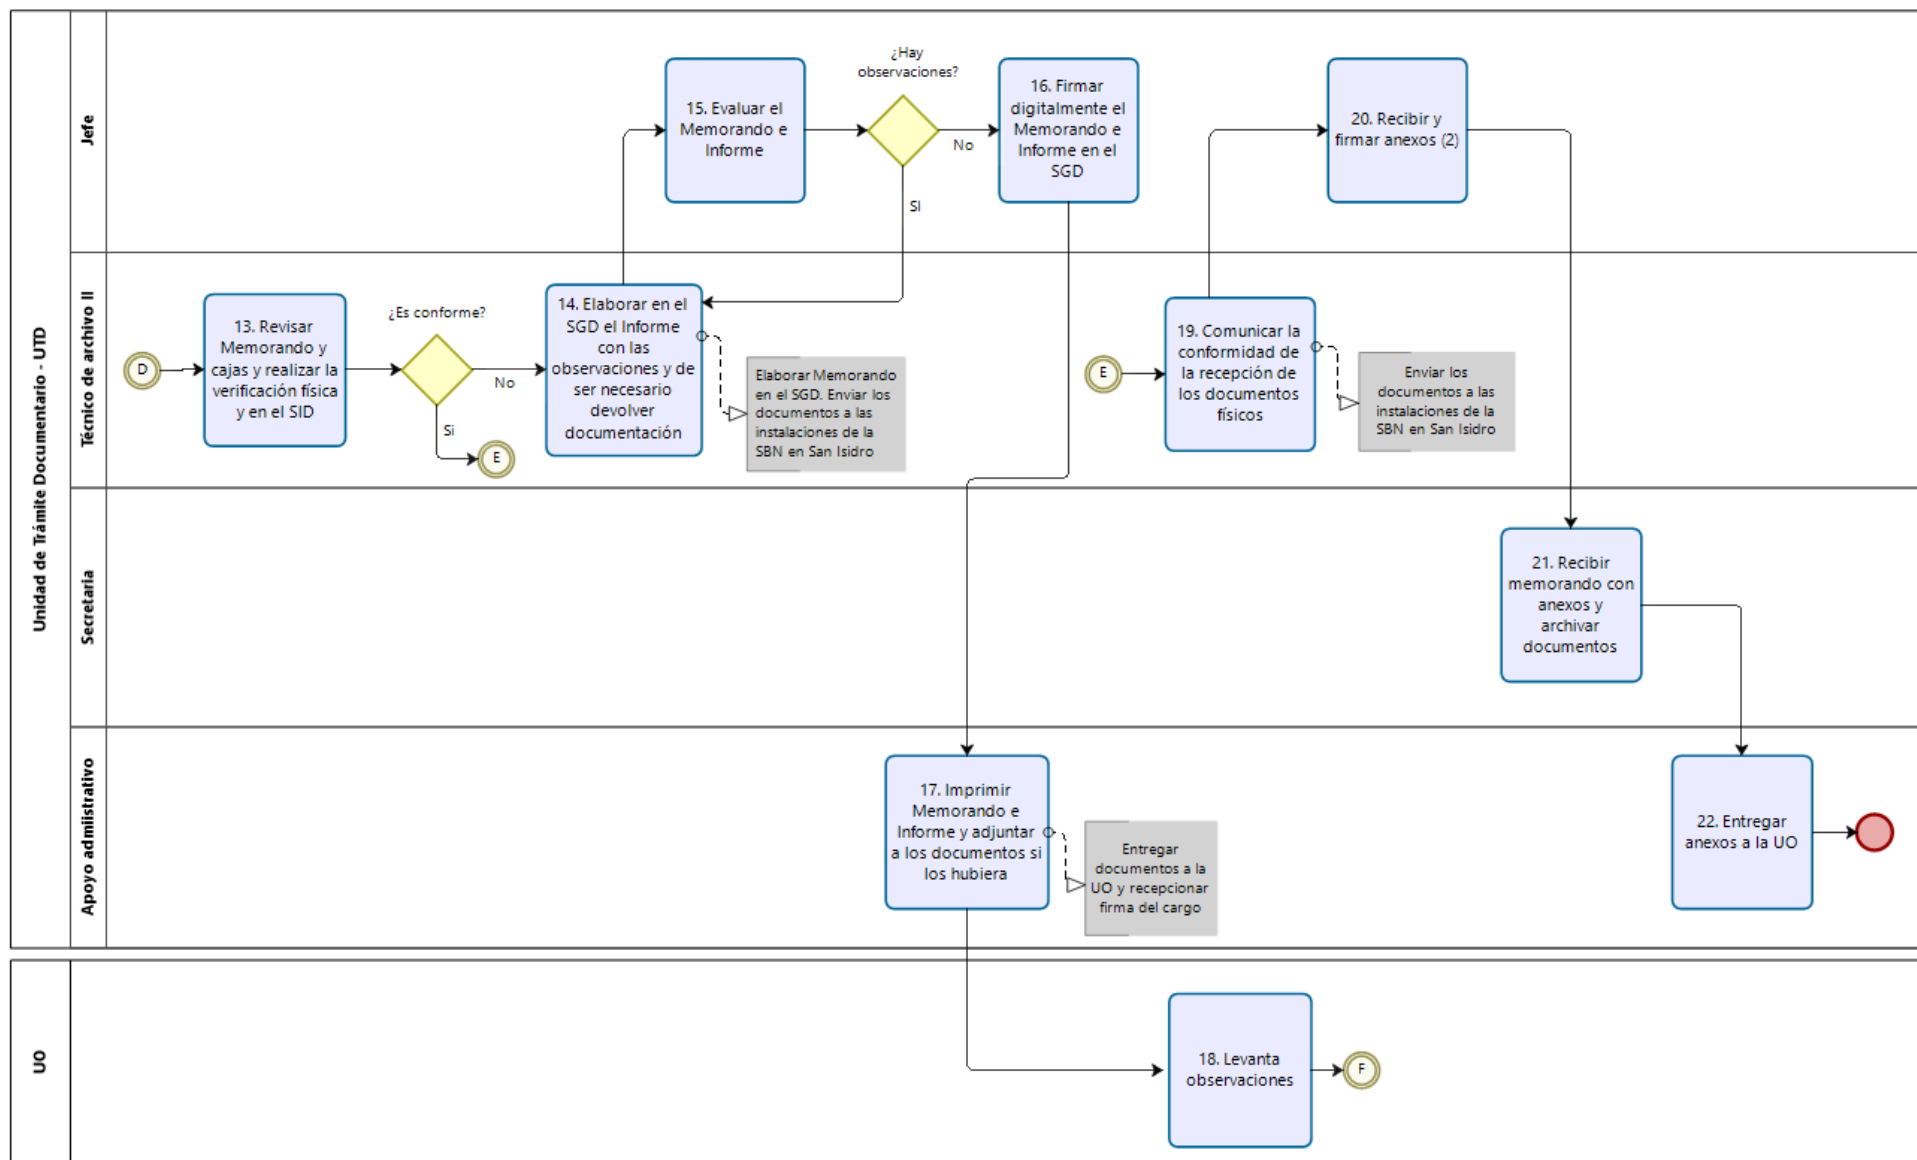 Unidad de Trámite Documentario - UTD
Jefe
15. Evaluar el
Memorando e
Informe
¿Hay
observaciones?
No
SI
16. Firmar
digitalmente el
Memorando e
Informe en el
SGD
20. Recibir y
firmar anexos (2)
Técnico de archivo II
D
13. Revisar
Memorando y
cajas y realizar la
verificación física
y en el SID
¿Es conforme?
No
Si
E
14. Elaborar en el
SGD el Informe
con las
observaciones y de
ser necesario
devolver
documentación
Elaborar Memorando
en el SGD. Enviar los
documentos a las
instalaciones de la
SBN en San Isidro
E
19. Comunicar la
conformidad de
la recepción de
los documentos
físicos
Enviar los
documentos a las
instalaciones de la
SBN en San Isidro
Secretaria
21. Recibir
memorando con
anexos y
archivar
documentos
Apoyo admiistrativo
17. Imprimir
Memorando e
Informe y adjuntar
a los documentos si
los hubiera
Entregar
documentos a la
UO y recepcionar
firma del cargo
22. Entregar
anexos a la UO
UO
18. Levanta
observaciones
F